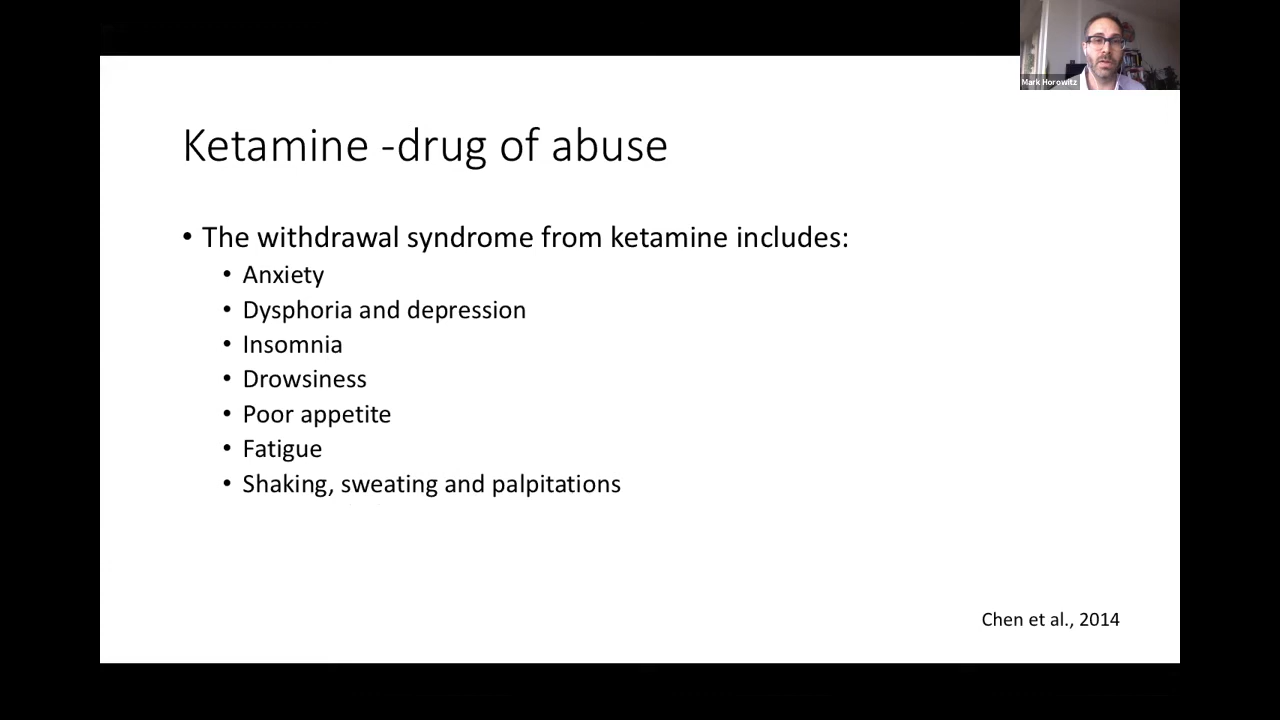 Mark Horowitz
Ketamine -drug of abuse
• The withdrawal syndrome from ketamine includes:
• Anxiety
• Dysphoria and depression
• Insomnia
• Drowsiness
• Poor appetite
• Fatigue
• Shaking, sweating and palpitations
Chen et al., 2014